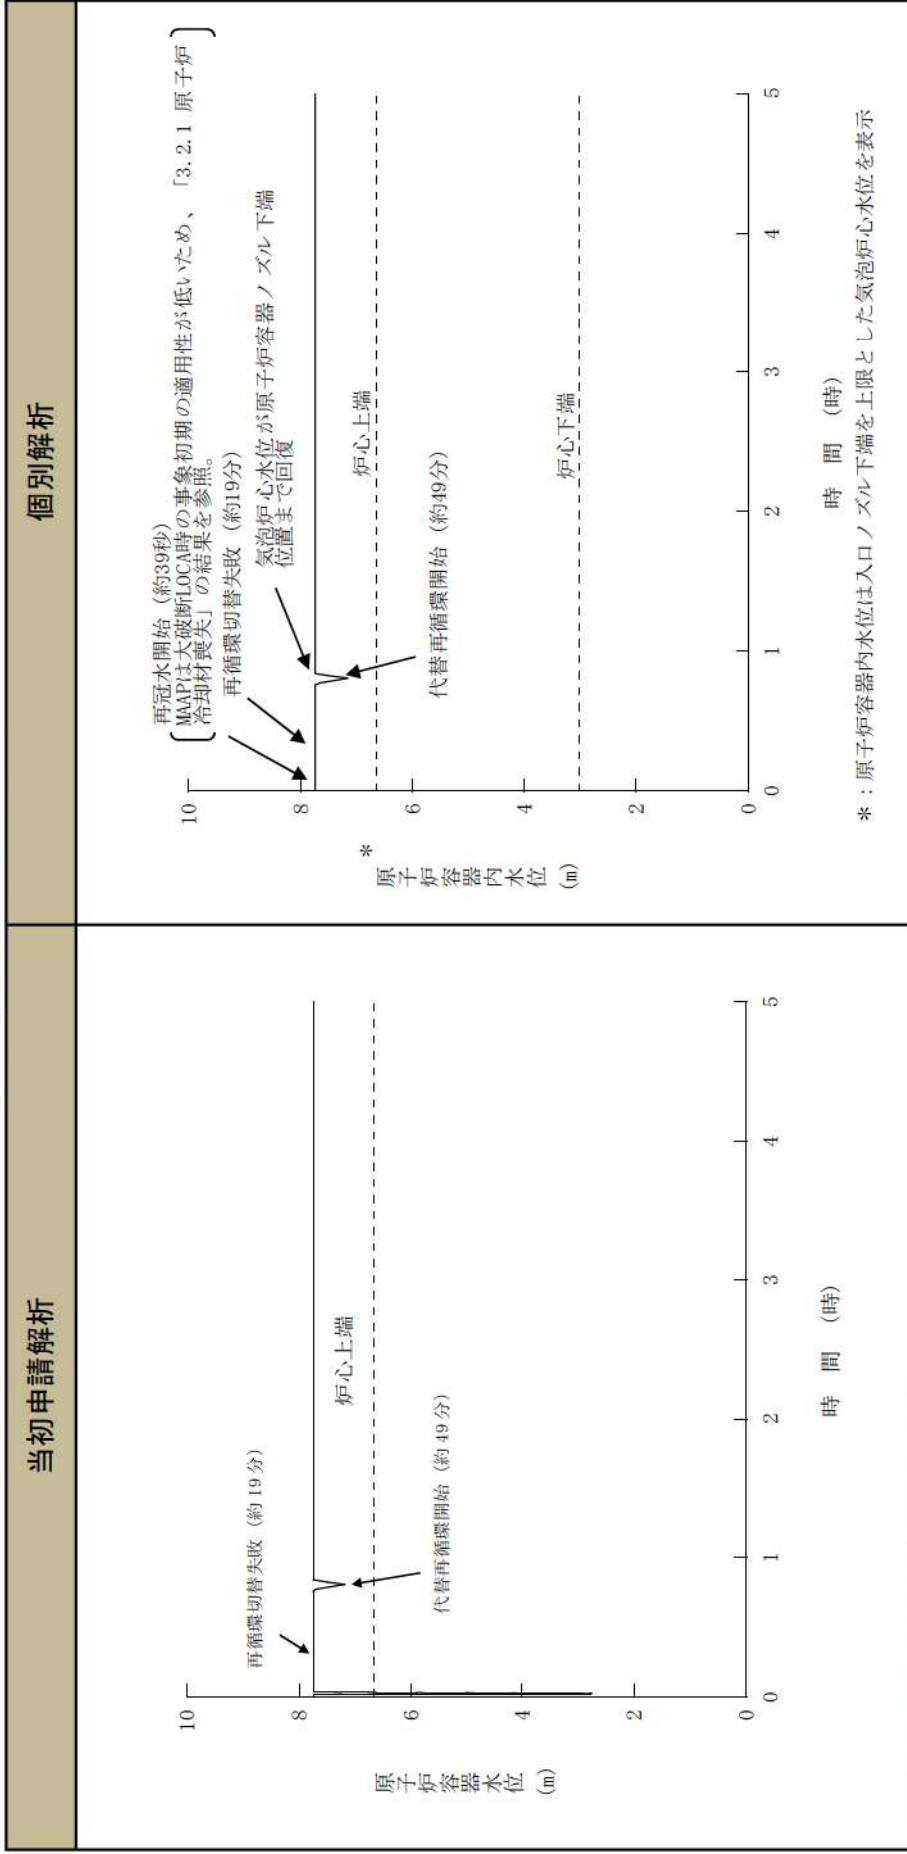 当初申請解析
再循環切替失敗 (約 19 分)
炉心上端
代替再循環開始 (約 49 分)
10
8
6
4
2
0
原子炉容器水位
(m)
0
1
2
3
4
5
時 間 (時)
個別解析
再冠水開始 (約39秒)
MAAPは大破断LOCA時の事象初期の適用性が低いため、「3.2.1 原子炉
冷却材喪失」の結果を参照。
再循環切替失敗 (約19分)
気泡炉心水位が原子炉容器ノズル下端
位置まで回復
炉心上端
代替再循環開始 (約49分)
炉心下端
10
8
6
4
2
0
*
原子炉容器内水位
(m)
0
1
2
3
4
5
時 間 (時)
*:原子炉容器内水位は入口ノズル下端を上限とした気泡炉心水位を表示